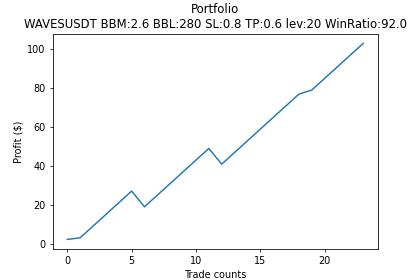 Portfolio
WAVESUSDT BBM:2.6 BBL:280 SL:0.8 TP:0.6 lev:20 WinRatio:92.0
100
80
60
40
20
0
Profit ($)
0 5 10 15 20
Trade counts